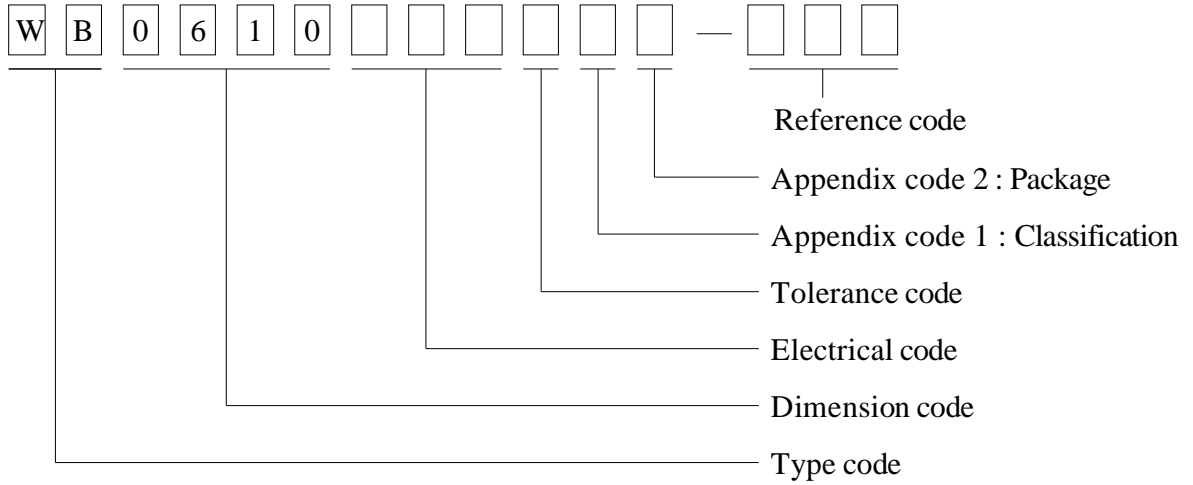 W B 0 6 1 0 —
Reference code
Appendix code 2 : Package
Appendix code 1 : Classification
Tolerance code
Electrical code
Dimension code
Type code